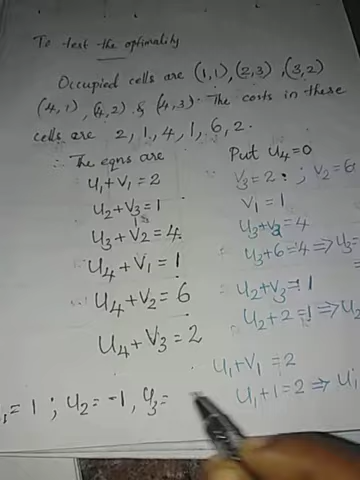 To test the optimality
Occupied cells are (1,1), (2,3), (3,2)
(4,1), (4,2) & (4,3). The costs in these
cells are 2, 1, 4, 1, 6, 2.
∴ The eqns are
U1+V1=2
U2+V3=1
U3+V2=4
U4+V1=1
U4+V2=6
U4+V3=2
Put U4=0
V3=2 ; V2=6
V1=1
U3+V2=4
U3+6=4 ⇒ U3=
U2+V3=1
U2+2=1 ⇒ U2
U1+V1=2
U1+1=2 ⇒ U1
=1 ; U2=-1, U3=